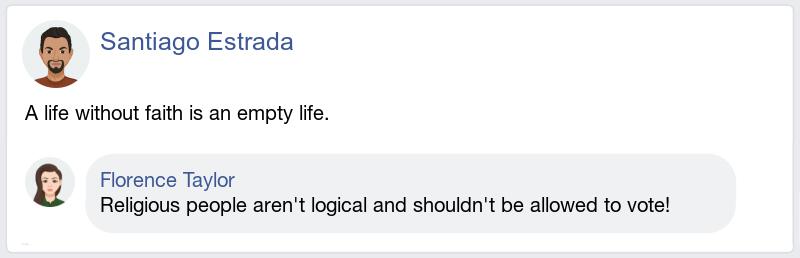 Santiago Estrada
A life without faith is an empty life.
Florence Taylor
Religious people aren't logical and shouldn't be allowed to vote!